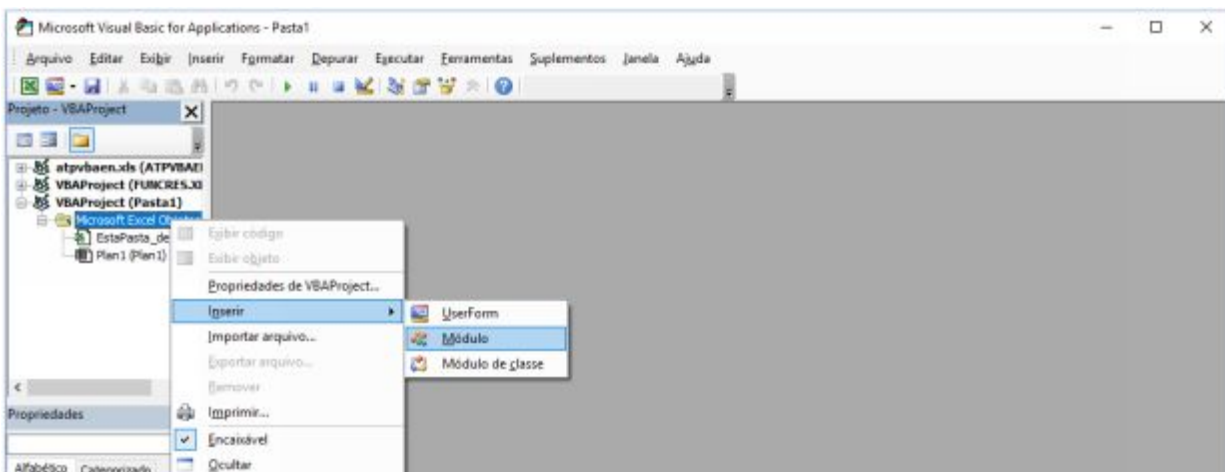 Microsoft Visual Basic for Applications - Pasta1
Arquivo Editar Exibir Inserir Formatar Depurar Executar Ferramentas Suplementos Janela Ajuda
Projeto - VBAProject
atpvbaen.xls (ATPVBAE
VBAProject (FUNCRES.XI
VBAProject (Pasta1)
Microsoft Excel
EstaPasta_de
Plan1 (Plan1)
Exibir código
Exibir objeto
Propriedades de VBAProject...
Inserir
Importar arquivo...
Exportar arquivo...
Remover
Imprimir...
Encaixável
Ocultar
UserForm
Módulo
Módulo de classe
Propriedades
Alfabético Categorizado